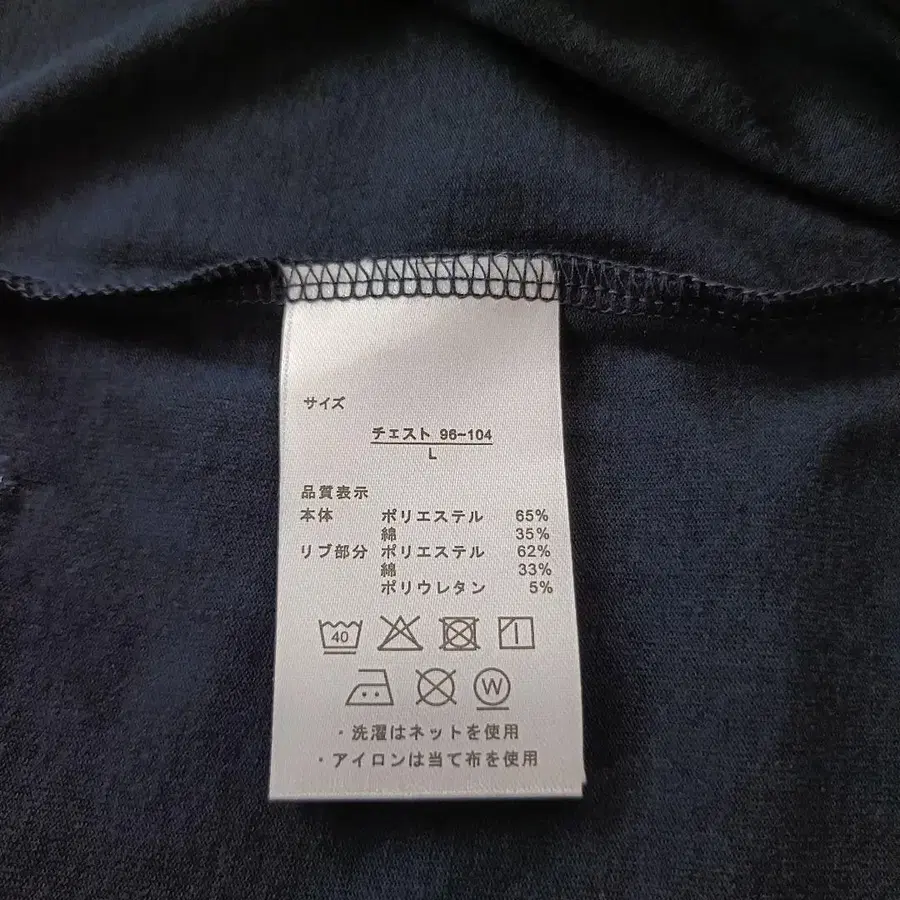 サイズ
チェスト 96-104
L
品質表示
本体 ポリエステル 65%
綿 35%
リブ部分 ポリエステル 62%
綿 33%
ポリウレタン 5%
40
W
・洗濯はネットを使用
・アイロンは当て布を使用